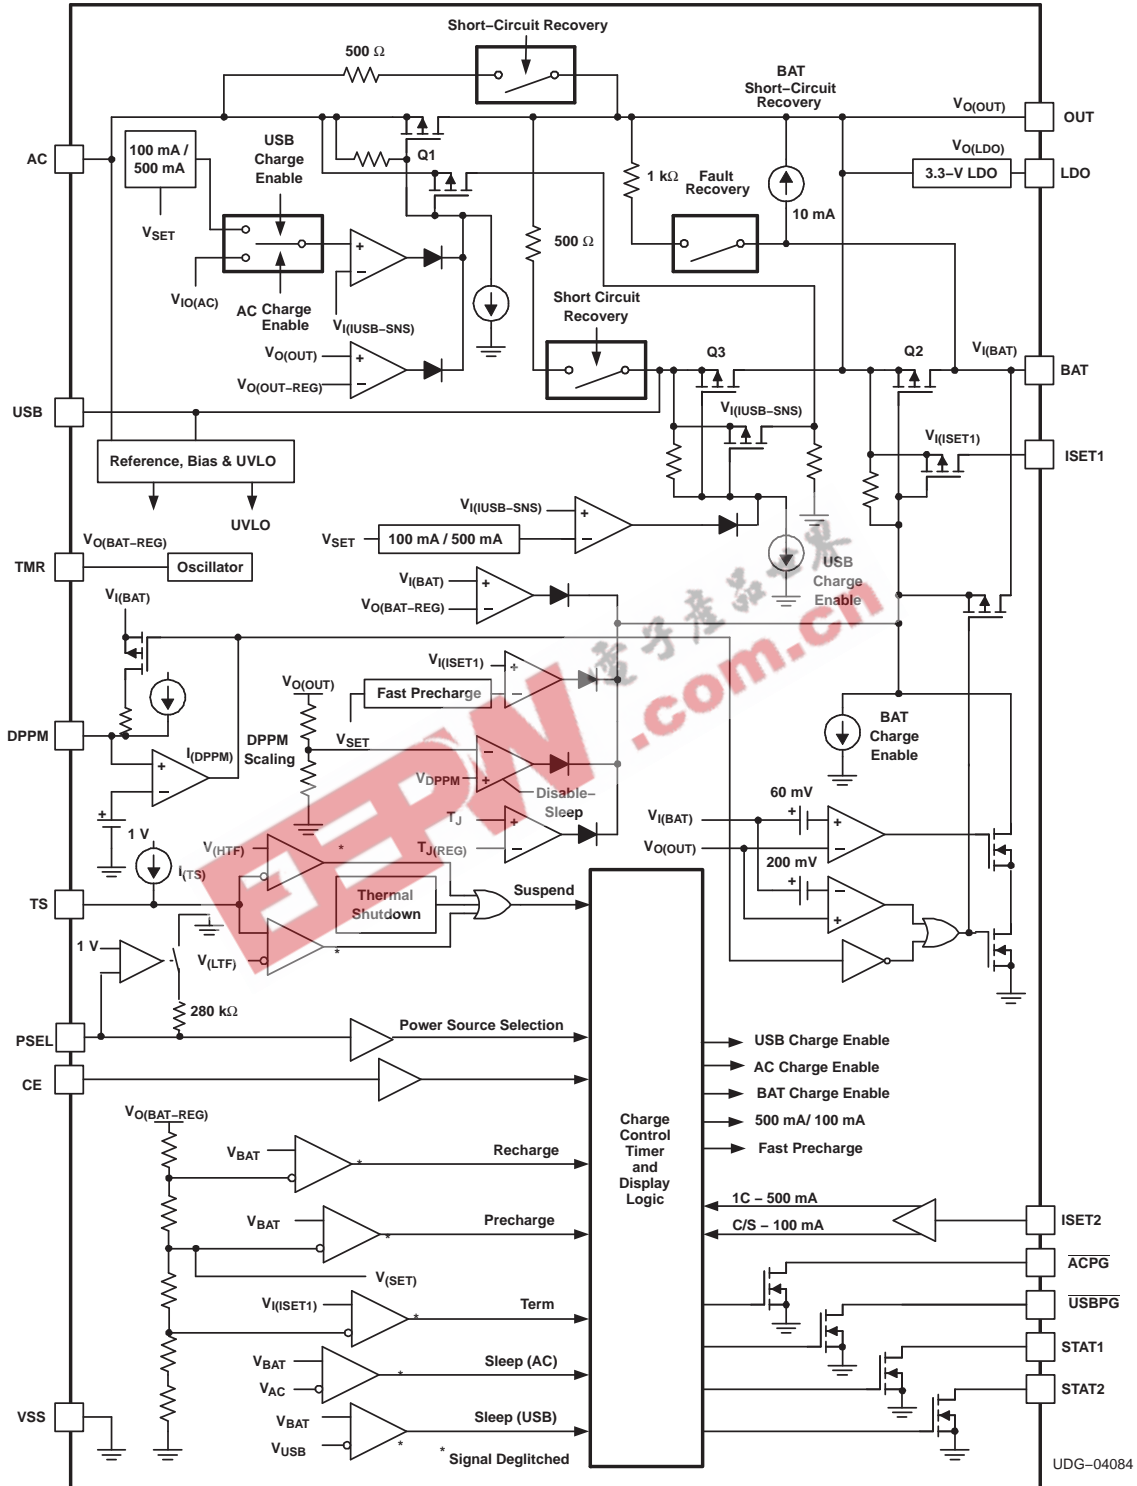 Short–Circuit Recovery
500 Ω
BAT
Short–Circuit
Recovery
VO(OUT)
OUT
AC
100 mA /
500 mA
USB
Charge
Enable
Q1
1 kΩ
Fault
Recovery
VO(LDO)
3.3–V LDO
LDO
10 mA
VSET
500 Ω
VIO(AC)
AC Charge
Enable
VI(IUSB–SNS)
Short Circuit
Recovery
VO(OUT)
VO(OUT–REG)
Q3
Q2
VI(BAT)
BAT
USB
VI(IUSB–SNS)
VI(ISET1)
ISET1
Reference, Bias & UVLO
UVLO
VI(IUSB–SNS)
VSET
100 mA / 500 mA
VO(BAT–REG)
TMR
Oscillator
USB
Charge
Enable
电子產品世界
.com.cn
EEPW
VI(BAT)
VO(BAT–REG)
VI(BAT)
VI(ISET1)
Fast Precharge
VO(OUT)
VSET
DPPM
I(DPPM)
DPPM
Scaling
BAT
Charge
Enable
VDPPM
Disable–
Sleep
60 mV
VI(BAT)
VO(OUT)
200 mV
TJ
TJ(REG)
1 V
V(HTF)
*
I(TS)
TS
Thermal
Shutdown
Suspend
1 V
V(LTF)
*
280 kΩ
PSEL
Power Source Selection
CE
USB Charge Enable
AC Charge Enable
BAT Charge Enable
500 mA/ 100 mA
Fast Precharge
Charge
Control
Timer
and
Display
Logic
VO(BAT–REG)
VBAT
*
Recharge
1C – 500 mA
C/S – 100 mA
ISET2
VBAT
*
Precharge
V(SET)
ACPG
VI(ISET1)
*
Term
USBPG
VBAT
VAC
*
Sleep (AC)
STAT1
STAT2
VSS
VBAT
VUSB
*
Sleep (USB)
* Signal Deglitched
UDG–04084